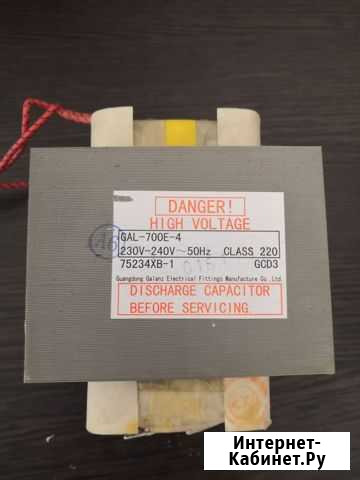 DANGER!
HIGH VOLTAGE
GAL-700E-4
230V-240V~50Hz CLASS 220
75234XB-1 GCD3
Guangdong Galanz Electrical Fittings Manufacture Co.,Ltd.
DISCHARGE CAPACITOR
BEFORE SERVICING
Интернет-
Кабинет.Ру